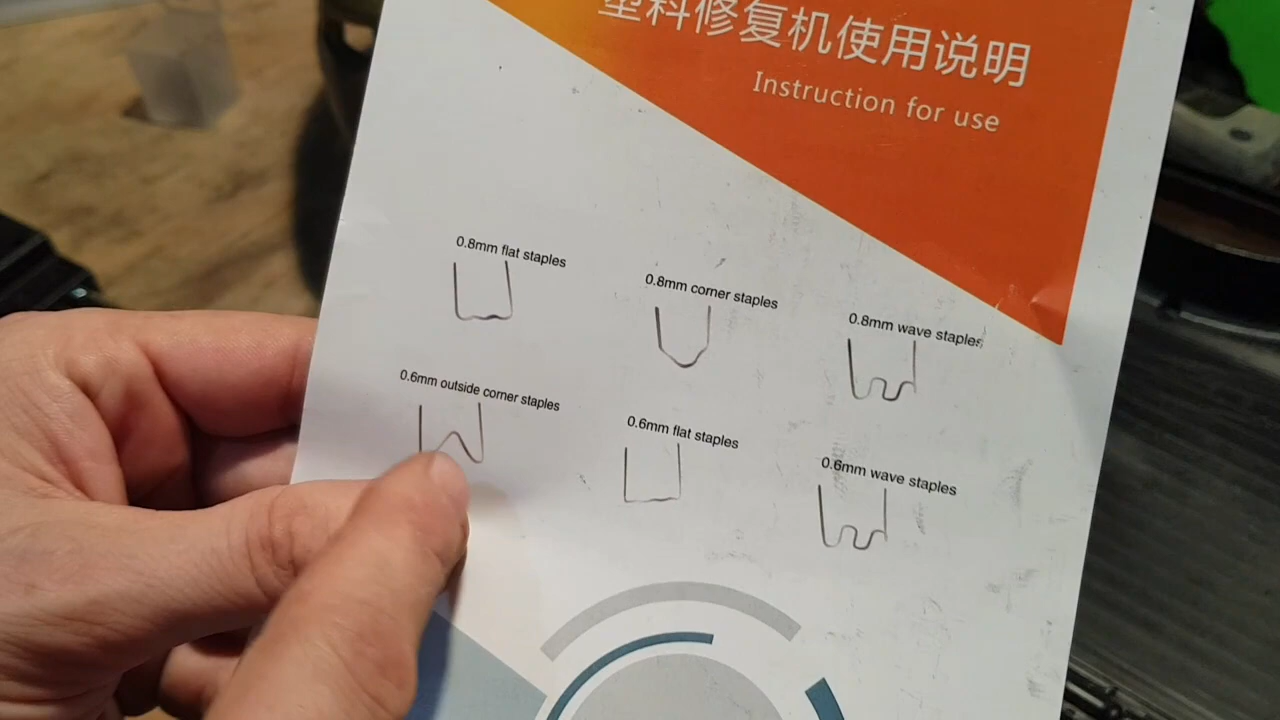 塑料修复机使用说明
Instruction for use
0.8mm flat staples
0.8mm corner staples
0.8mm wave staples
0.6mm outside corner staples
0.6mm flat staples
0.6mm wave staples